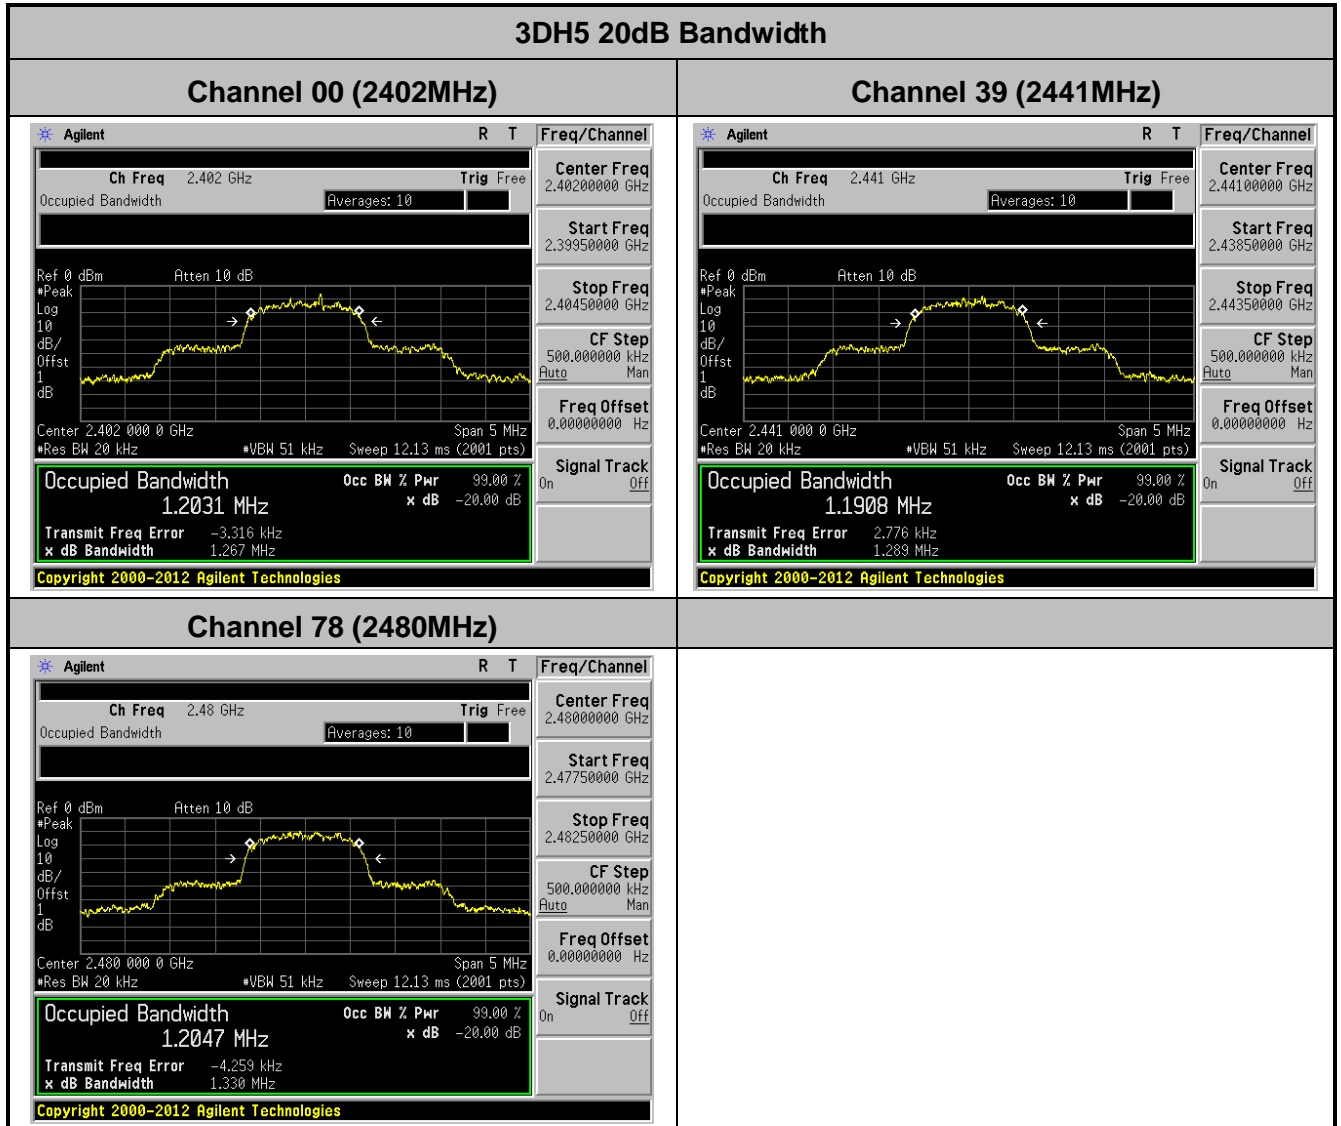 3DH5 20dB Bandwidth
Channel 00 (2402MHz)
Channel 39 (2441MHz)
Agilent R T
Freq/Channel
Ch Freq 2.402 GHz Trig Free
Occupied Bandwidth Averages: 10
Ref 0 dBm Atten 10 dB
#Peak
Log
10
dB/
Offst
1
dB
Center 2.402 000 0 GHz Span 5 MHz
#Res BW 20 kHz #VBW 51 kHz Sweep 12.13 ms (2001 pts)
Occupied Bandwidth Occ BW % Pwr 99.00 %
1.2031 MHz x dB -20.00 dB
Transmit Freq Error -3.316 kHz
x dB Bandwidth 1.267 MHz
Copyright 2000-2012 Agilent Technologies
Center Freq
2.40200000 GHz
Start Freq
2.39950000 GHz
Stop Freq
2.40450000 GHz
CF Step
500.000000 kHz
Auto Man
Freq Offset
0.00000000 Hz
Signal Track
On Off
Agilent R T
Freq/Channel
Ch Freq 2.441 GHz Trig Free
Occupied Bandwidth Averages: 10
Ref 0 dBm Atten 10 dB
#Peak
Log
10
dB/
Offst
1
dB
Center 2.441 000 0 GHz Span 5 MHz
#Res BW 20 kHz #VBW 51 kHz Sweep 12.13 ms (2001 pts)
Occupied Bandwidth Occ BW % Pwr 99.00 %
1.1908 MHz x dB -20.00 dB
Transmit Freq Error 2.776 kHz
x dB Bandwidth 1.289 MHz
Copyright 2000-2012 Agilent Technologies
Center Freq
2.44100000 GHz
Start Freq
2.43850000 GHz
Stop Freq
2.44350000 GHz
CF Step
500.000000 kHz
Auto Man
Freq Offset
0.00000000 Hz
Signal Track
On Off
Channel 78 (2480MHz)
Agilent R T
Freq/Channel
Ch Freq 2.48 GHz Trig Free
Occupied Bandwidth Averages: 10
Ref 0 dBm Atten 10 dB
#Peak
Log
10
dB/
Offst
1
dB
Center 2.480 000 0 GHz Span 5 MHz
#Res BW 20 kHz #VBW 51 kHz Sweep 12.13 ms (2001 pts)
Occupied Bandwidth Occ BW % Pwr 99.00 %
1.2047 MHz x dB -20.00 dB
Transmit Freq Error -4.259 kHz
x dB Bandwidth 1.330 MHz
Copyright 2000-2012 Agilent Technologies
Center Freq
2.48000000 GHz
Start Freq
2.47750000 GHz
Stop Freq
2.48250000 GHz
CF Step
500.000000 kHz
Auto Man
Freq Offset
0.00000000 Hz
Signal Track
On Off